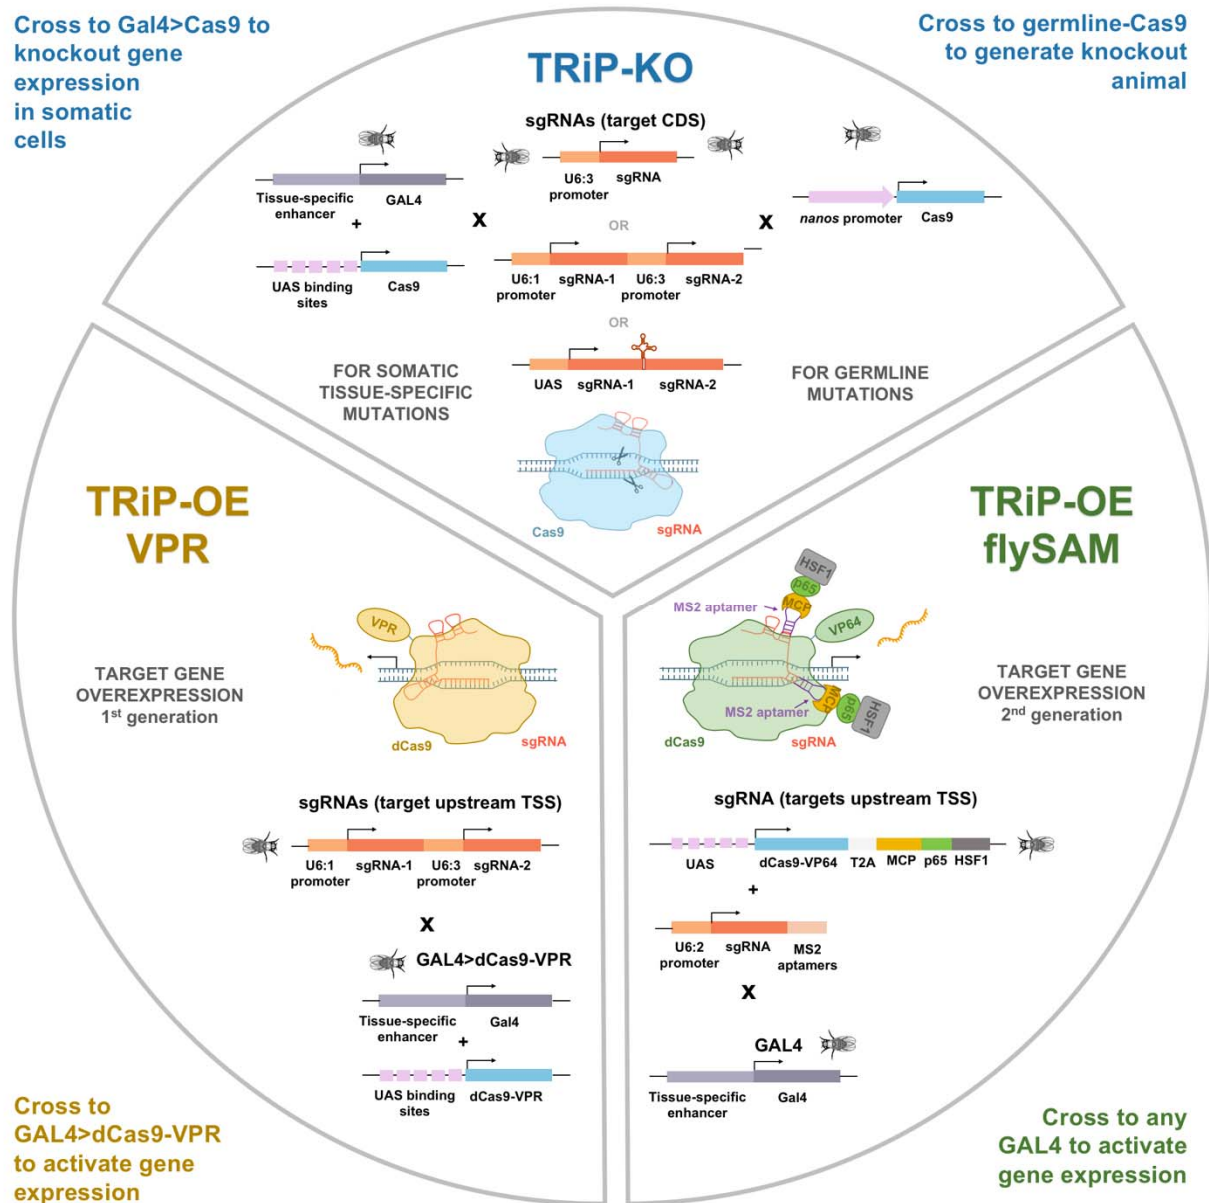 Cross to Gal4>Cas9 to
knockout gene
expression
in somatic
cells
Cross to germline-Cas9
to generate knockout
animal
TRiP-KO
sgRNAs (target CDS)
Tissue-specific
enhancer
GAL4
+
UAS binding
sites
Cas9
X
U6:3
promoter
sgRNA
OR
U6:1
promoter
sgRNA-1
U6:3
promoter
sgRNA-2
OR
UAS
sgRNA-1
sgRNA-2
X
nanos promoter
Cas9
FOR SOMATIC
TISSUE-SPECIFIC
MUTATIONS
FOR GERMLINE
MUTATIONS
Cas9
sgRNA
TRiP-OE
VPR
VPR
TARGET GENE
OVEREXPRESSION
1st generation
dCas9
sgRNA
sgRNAs (target upstream TSS)
U6:1
promoter
sgRNA-1
U6:3
promoter
sgRNA-2
X
GAL4>dCas9-VPR
Tissue-specific
enhancer
Gal4
+
UAS binding
sites
dCas9-VPR
Cross to
GAL4>dCas9-VPR
to activate gene
expression
TRiP-OE
flySAM
HSF1
p65
MCP
MS2 aptamer
VP64
MS2 aptamer
MCP
p65
HSF1
dCas9
sgRNA
TARGET GENE
OVEREXPRESSION
2nd generation
sgRNA (targets upstream TSS)
UAS
dCas9-VP64
T2A
MCP
p65
HSF1
+
U6:2
promoter
sgRNA
MS2
aptamers
X
GAL4
Tissue-specific
enhancer
Gal4
Cross to any
GAL4 to activate
gene expression